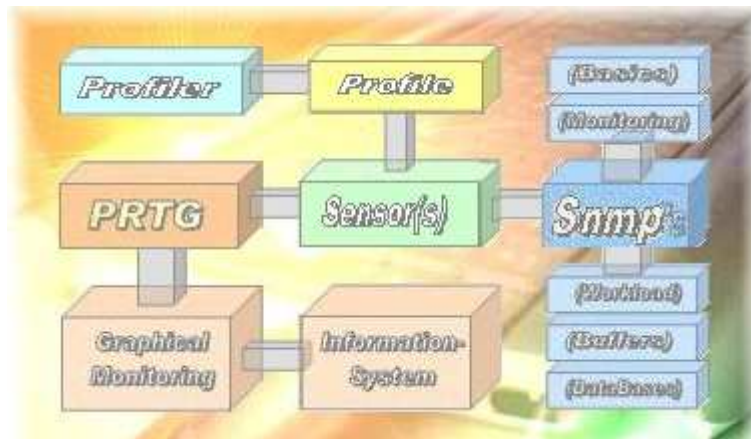 Profiler
Profile
(Basics)
(Monitoring)
PRTG
Sensor(s)
Snmp
Graphical
Monitoring
Information-
System
(Workload)
(Buffers)
(DataBases)